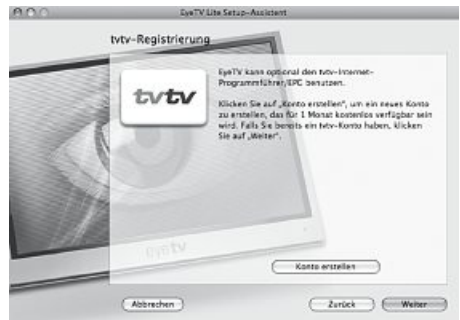 EyeTV Lite Setup-Assistent
tvtv-Registrierung
tvtv
EyeTV kann optional den tvtv-Internet-
Programmführer/EPG benutzen.
Klicken Sie auf „Konto erstellen“, um ein neues Konto
zu erstellen, das für 1 Monat kostenlos verfügbar sein
wird. Falls Sie bereits ein tvtv-Konto haben, klicken
Sie auf „Weiter“.
eyetv
Konto erstellen
Abbrechen
Zurück
Weiter